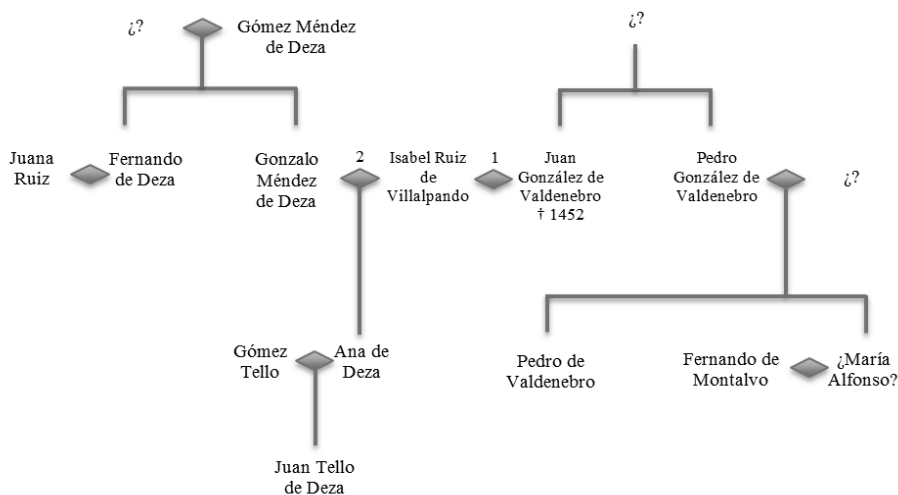 ¿?
Gómez Méndez
de Deza
¿?
Juana
Ruiz
Fernando
de Deza
Gonzalo
Méndez
de Deza
2
Isabel Ruiz
de
Villalpando
1
Juan
González de
Valdenebro
† 1452
Pedro
González de
Valdenebro
¿?
Gómez
Tello
Ana de
Deza
Pedro de
Valdenebro
Fernando de
Montalvo
¿María
Alfonso?
Juan Tello
de Deza